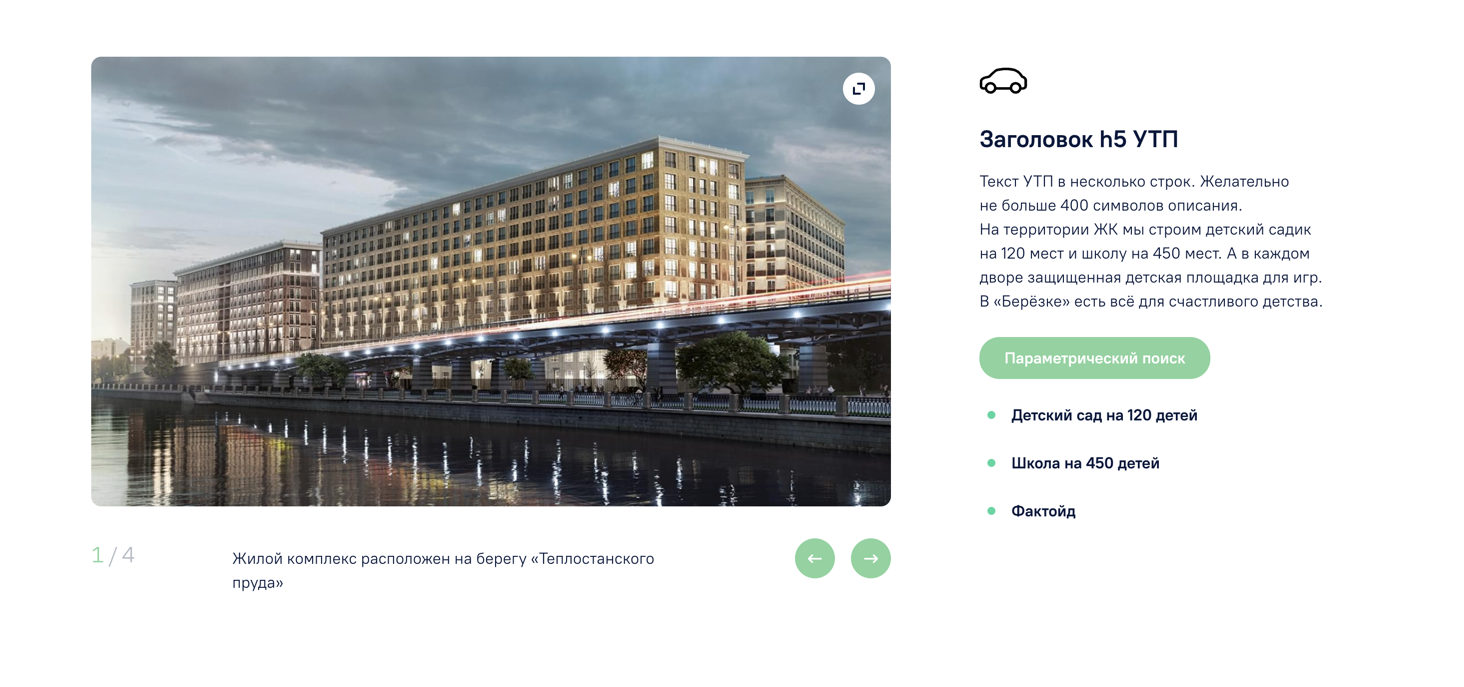 Заголовок h5 УТП
Текст УТП в несколько строк. Желательно
не больше 400 символов описания.
На территории ЖК мы строим детский садик
на 120 мест и школу на 450 мест. А в каждом
дворе защищенная детская площадка для игр.
В «Берёзке» есть всё для счастливого детства.
Параметрический поиск
Детский сад на 120 детей
Школа на 450 детей
Фактойд
1 / 4
Жилой комплекс расположен на берегу «Теплостанского
пруда»